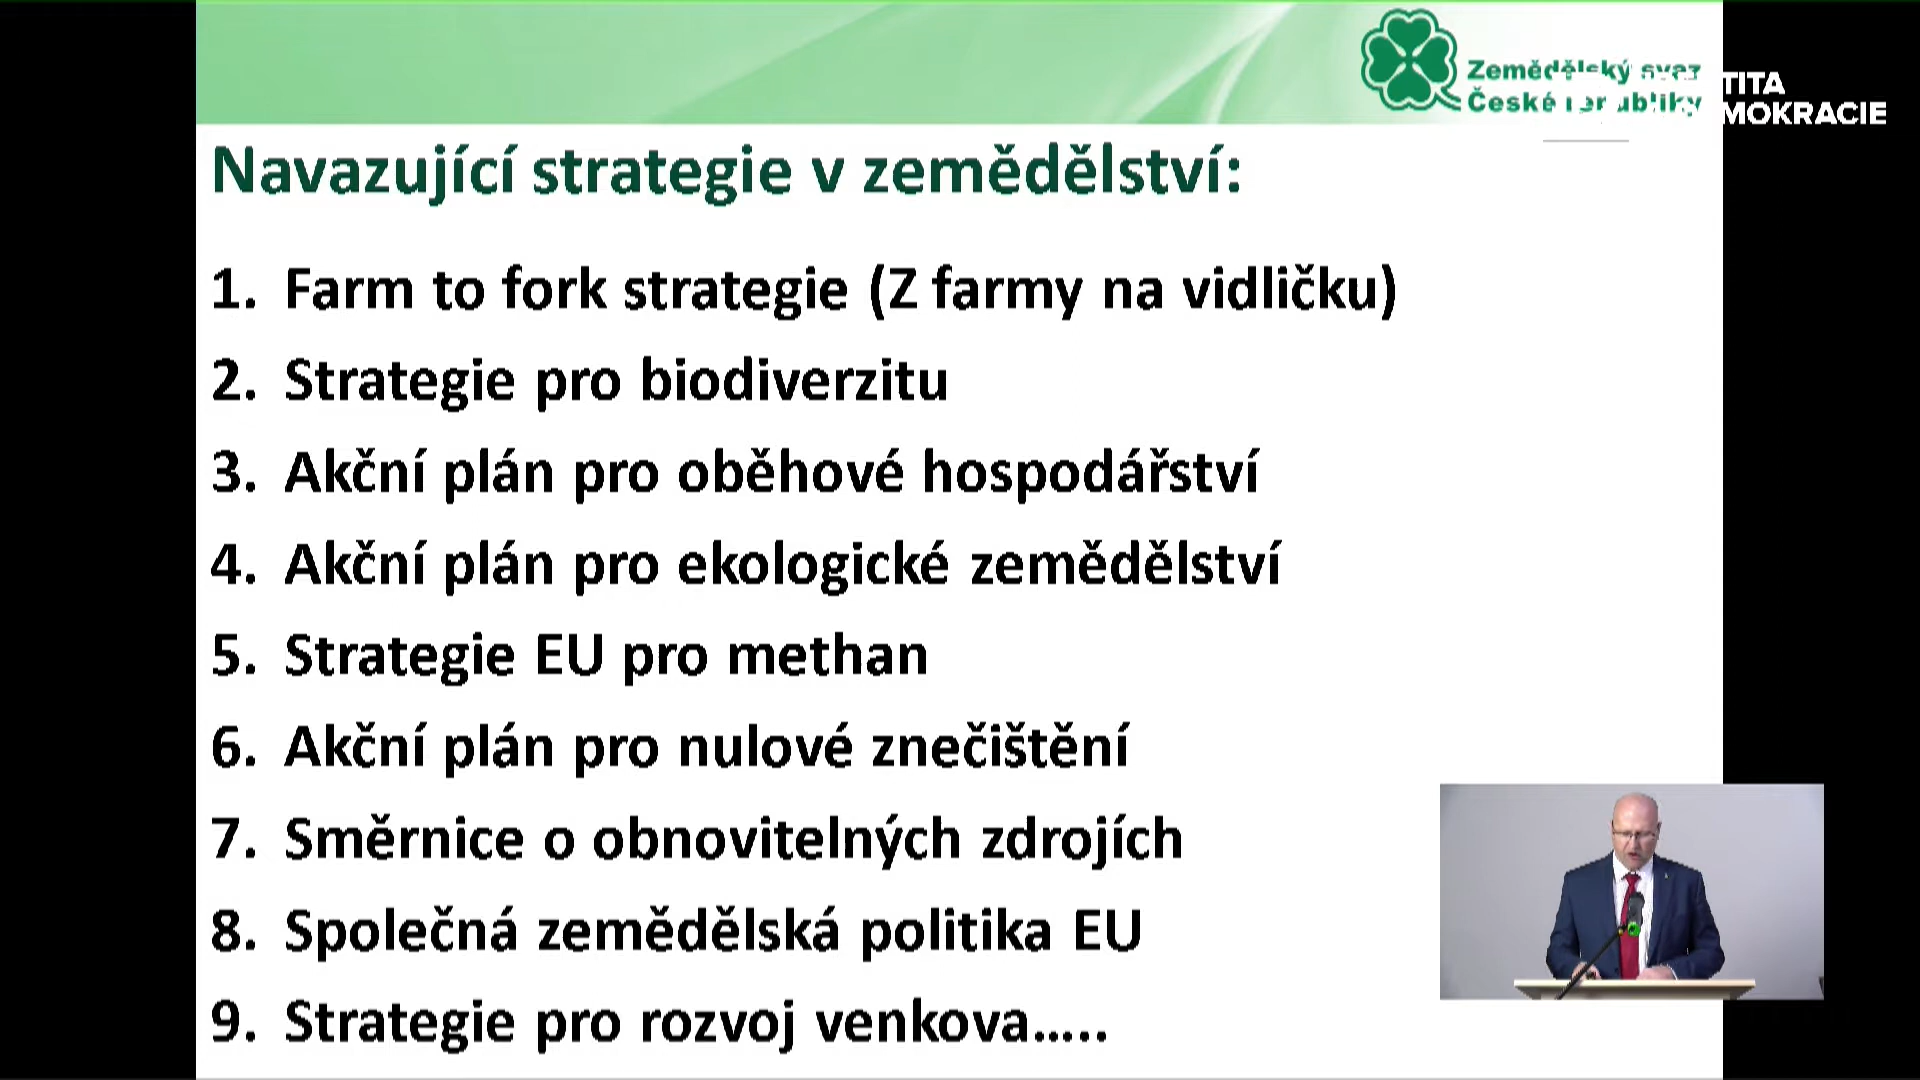 Zemědělský svaz
České republiky
TITA
MOKRACIE
Navazující strategie v zemědělství:
1. Farm to fork strategie (Z farmy na vidličku)
2. Strategie pro biodiverzitu
3. Akční plán pro oběhové hospodářství
4. Akční plán pro ekologické zemědělství
5. Strategie EU pro methan
6. Akční plán pro nulové znečištění
7. Směrnice o obnovitelných zdrojích
8. Společná zemědělská politika EU
9. Strategie pro rozvoj venkova…..